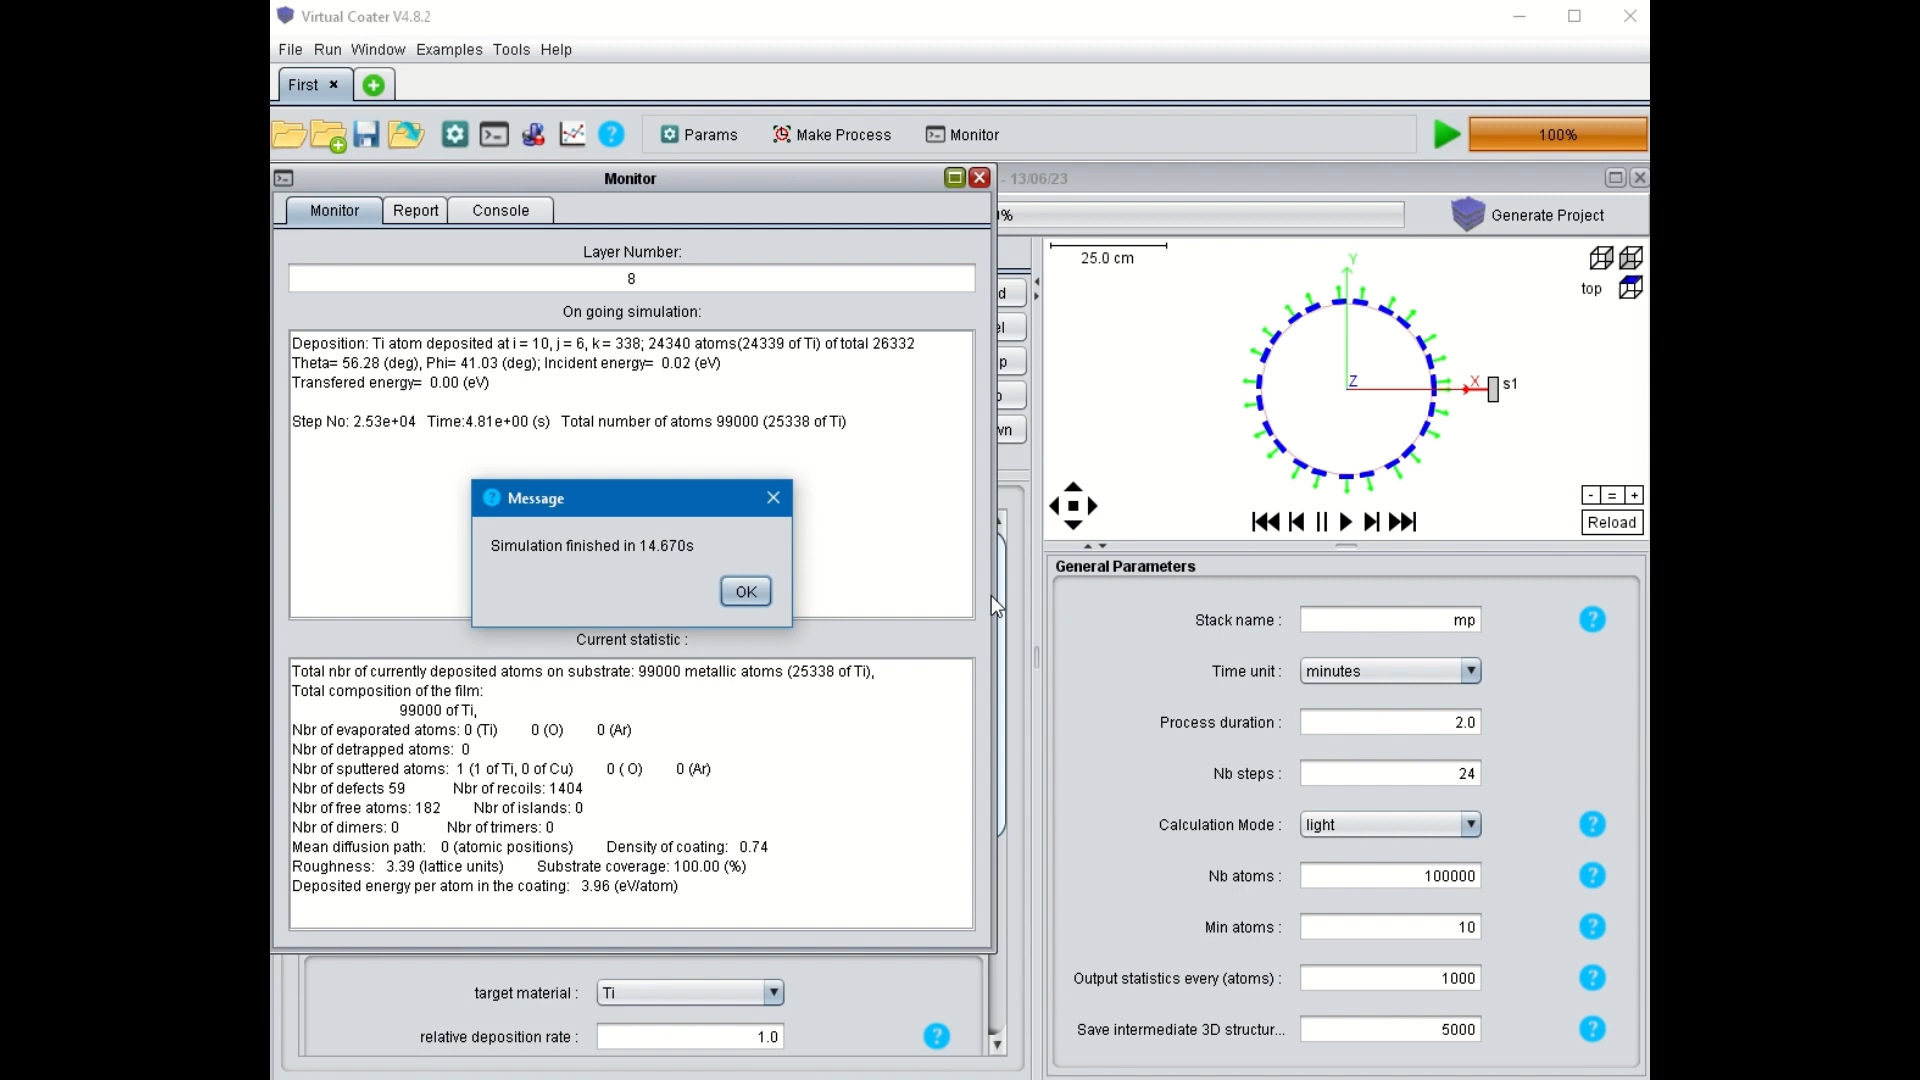 Virtual Coater V4.8.2
File Run Window Examples Tools Help
First ×
Params Make Process Monitor 100%
Monitor
- 13/06/23
Monitor Report Console
% Generate Project
Layer Number:
8
On going simulation:
Deposition: Ti atom deposited at i = 10, j = 6, k = 338; 24340 atoms(24339 of Ti) of total 26332
Theta= 56.28 (deg), Phi= 41.03 (deg); Incident energy= 0.02 (eV)
Transfered energy= 0.00 (eV)
Step No: 2.53e+04 Time:4.81e+00 (s) Total number of atoms 99000 (25338 of Ti)
Message
Simulation finished in 14.670s
OK
Current statistic :
Total nbr of currently deposited atoms on substrate: 99000 metallic atoms (25338 of Ti),
Total composition of the film:
99000 of Ti,
Nbr of evaporated atoms: 0 (Ti) 0 (O) 0 (Ar)
Nbr of detrapped atoms: 0
Nbr of sputtered atoms: 1 (1 of Ti, 0 of Cu) 0 ( O) 0 (Ar)
Nbr of defects 59 Nbr of recoils: 1404
Nbr of free atoms: 182 Nbr of islands: 0
Nbr of dimers: 0 Nbr of trimers: 0
Mean diffusion path: 0 (atomic positions) Density of coating: 0.74
Roughness: 3.39 (lattice units) Substrate coverage: 100.00 (%)
Deposited energy per atom in the coating: 3.96 (eV/atom)
target material : Ti
relative deposition rate : 1.0
25.0 cm
top
Y
Z
X
s1
- = +
Reload
General Parameters
Stack name : mp
Time unit : minutes
Process duration : 2.0
Nb steps : 24
Calculation Mode : light
Nb atoms : 100000
Min atoms : 10
Output statistics every (atoms) : 1000
Save intermediate 3D structur... 5000